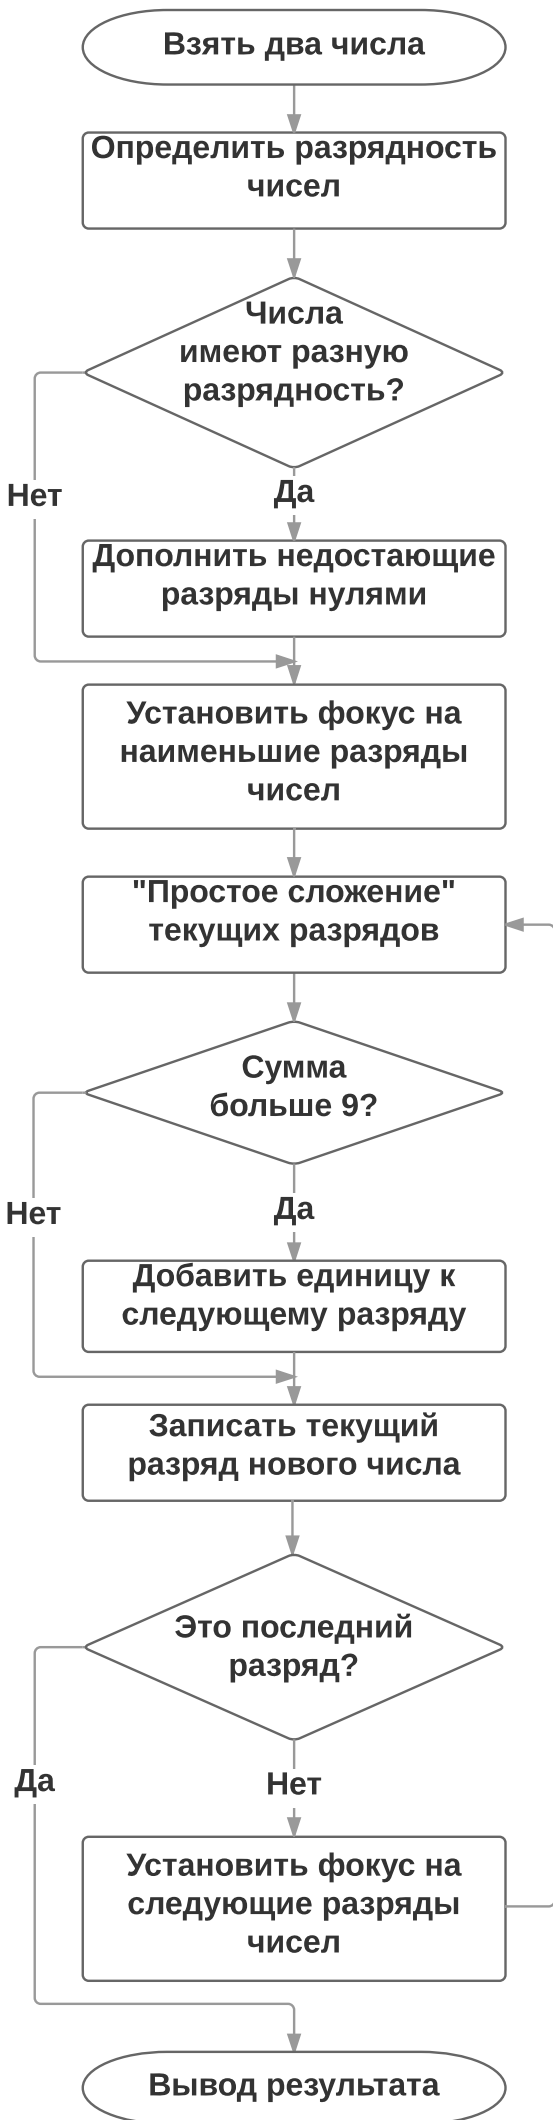 Взять два числа
Определить разрядность
чисел
Числа
имеют разную
разрядность?
Нет
Да
Дополнить недостающие
разряды нулями
Установить фокус на
наименьшие разряды
чисел
"Простое сложение"
текущих разрядов
Сумма
больше 9?
Нет
Да
Добавить единицу к
следующему разряду
Записать текущий
разряд нового числа
Это последний
разряд?
Да
Нет
Установить фокус на
следующие разряды
чисел
Вывод результата